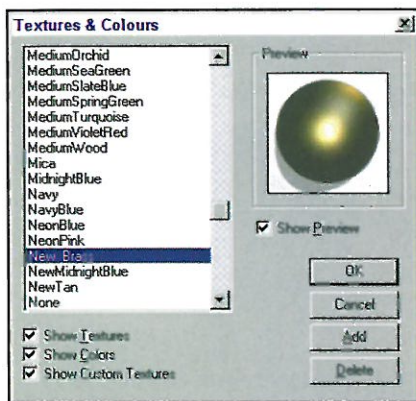 Textures & Colours
MediumOrchid
MediumSeaGreen
MediumSlateBlue
MediumSpringGreen
MediumTurquoise
MediumVioletRed
MediumWood
Mica
MidnightBlue
Navy
NavyBlue
NeonBlue
NeonPink
New_Brass
NewMidnightBlue
NewTan
None
Show Textures
Show Colors
Show Custom Textures
Preview
Show Preview
OK
Cancel
Add
Delete